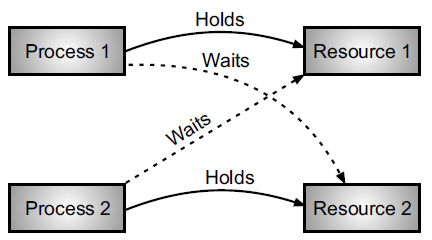 Holds
Process 1
Resource 1
Waits
Waits
Holds
Process 2
Resource 2